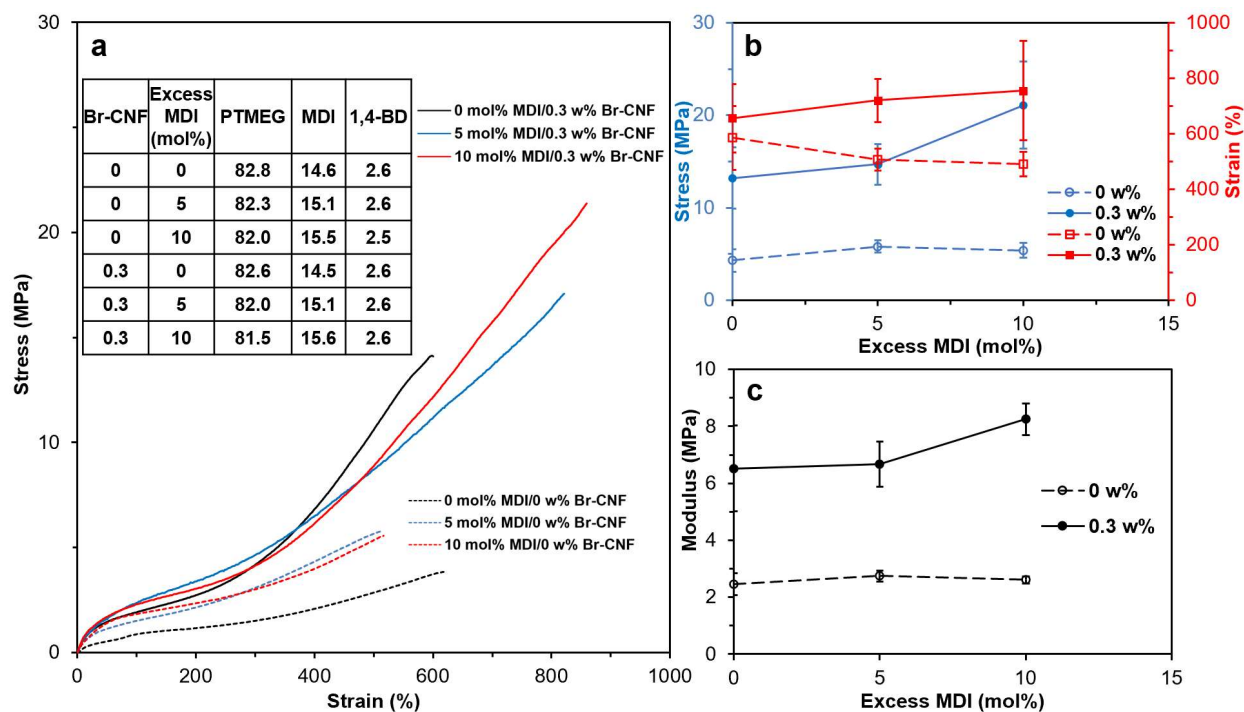 a
30
25
20
10
5
0
0
200
400
600
800
1000
Stress (MPa)
Strain (%)
Br-CNF Excess MDI (mol%) PTMEG MDI 1,4-BD
0 0 82.8 14.6 2.6
0 5 82.3 15.1 2.6
0 10 82.0 15.5 2.5
0.3 0 82.6 14.5 2.6
0.3 5 82.0 15.1 2.6
0.3 10 81.5 15.6 2.6
0 mol% MDI/0.3 w% Br-CNF
5 mol% MDI/0.3 w% Br-CNF
10 mol% MDI/0.3 w% Br-CNF
0 mol% MDI/0 w% Br-CNF
5 mol% MDI/0 w% Br-CNF
10 mol% MDI/0 w% Br-CNF
b
30
20
10
0
Stress (MPa)
1000
800
600
400
200
0
Strain (%)
0 w%
0.3 w%
0 w%
0.3 w%
0
5
10
15
Excess MDI (mol%)
c
10
8
6
4
2
0
Modulus (MPa)
0 w%
0.3 w%
0
5
10
15
Excess MDI (mol%)